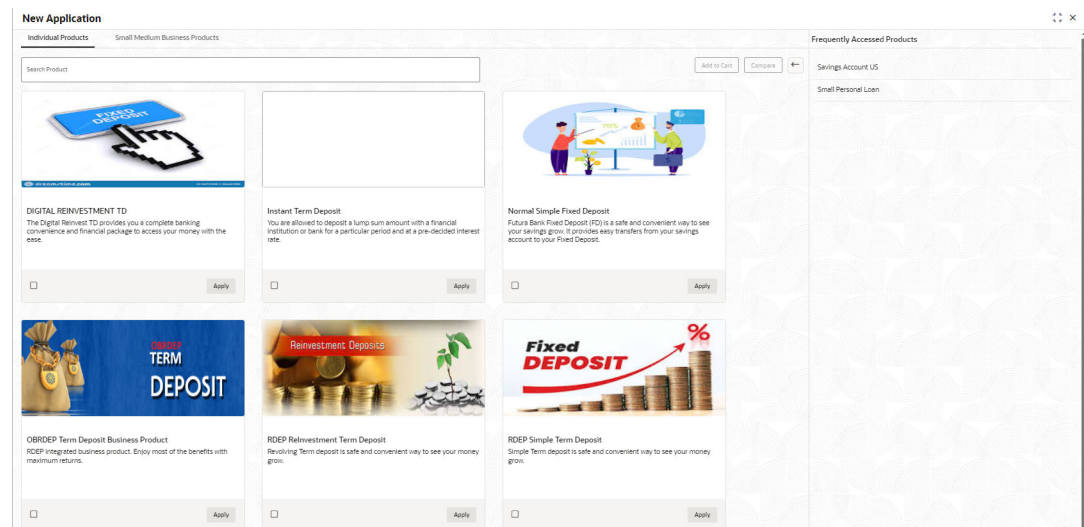 New Application
Individual Products
Small Medium Business Products
Search Product
Add to Cart
Compare
Frequently Accessed Products
Savings Account US
Small Personal Loan
FIXED
DEPOSIT
dreamstime.com
DIGITAL REINVESTMENT TD
The Digital Reinvest TD provides you a complete banking
convenience and financial package to access your money with the
ease.
Apply
Instant Term Deposit
You are allowed to deposit a lump sum amount with a financial
institution or bank for a particular period and at a pre-decided interest
rate.
Apply
70%
Normal Simple Fixed Deposit
Futura Bank Fixed Deposit (FD) is a safe and convenient way to see
your savings grow. It provides easy transfers from your savings
account to your Fixed Deposit.
Apply
OBRDEP
TERM
DEPOSIT
OBRDEP Term Deposit Business Product
RDEP Integrated business product. Enjoy most of the benefits with
maximum returns.
Apply
Reinvestment Deposits
RDEP ReInvestment Term Deposit
Revolving Term deposit is safe and convenient way to see your money
grow.
Apply
Fixed
DEPOSIT
%
RDEP Simple Term Deposit
Simple Term deposit is safe and convenient way to see your money
grow.
Apply